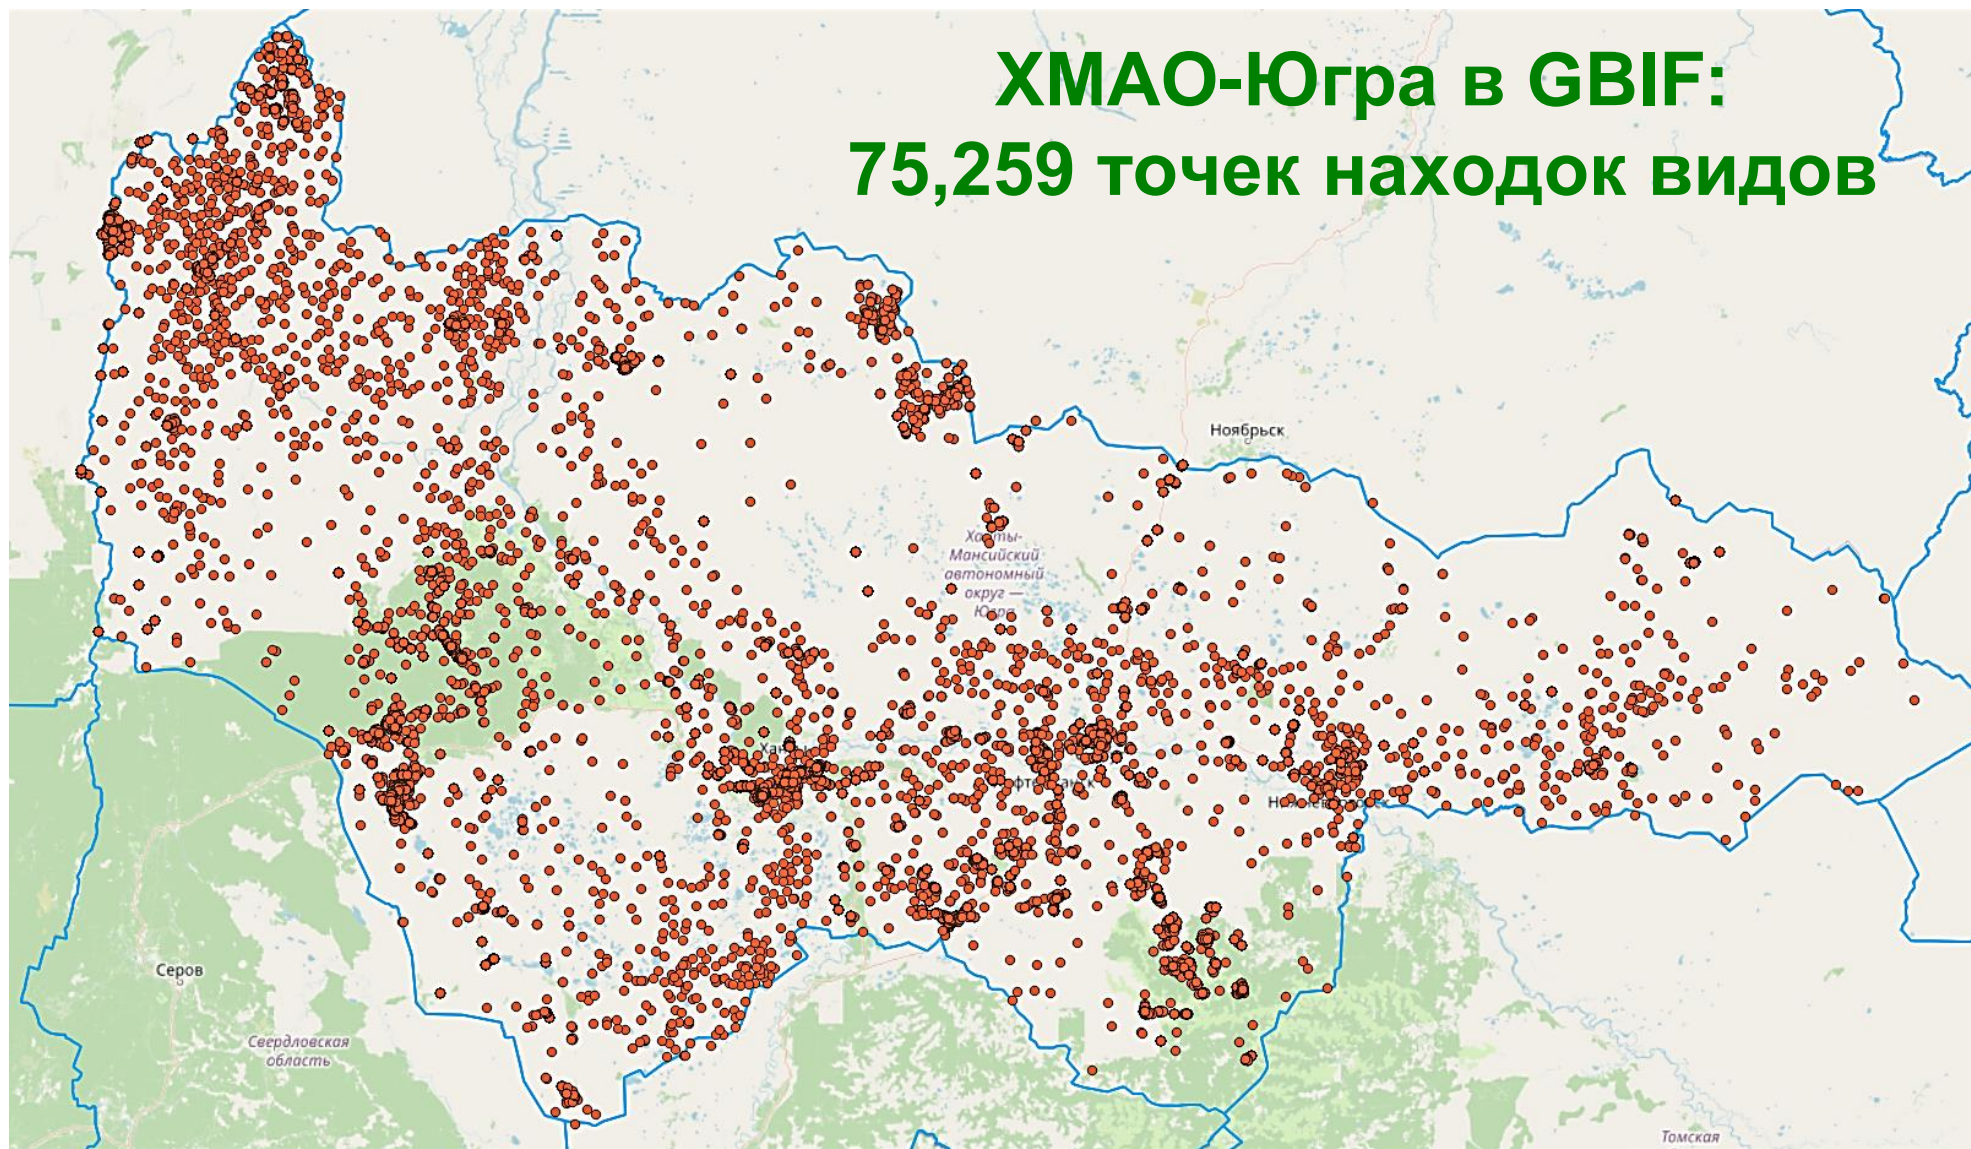 ХМАО-Югра в GBIF:
75,259 точек находок видов
Ноябрьск
Ханты-
Мансийский
автономный
округ —
Югра
Серов
Свердловская
область
Томская